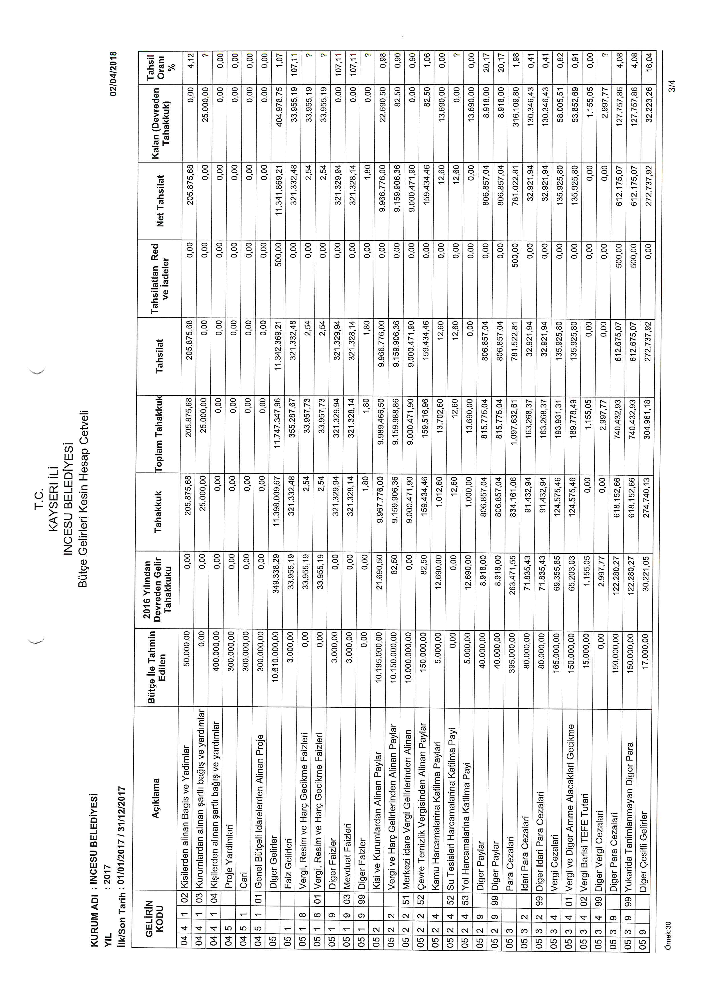 T.C.
KAYSERI İLİ
INCESU BELEDİYESİ
Bütçe Gelirleri Kesin Hesap Cetveli
KURUM ADI : INCESU BELEDİYESİ
YIL : 2017
İlk/Son Tarih : 01/01/2017 / 31/12/2017
02/04/2018
GELİRİN KODU Açıklama Bütçe İle Tahmin Edilen 2016 Yılından Devreden Gelir Tahakkuku Tahakkuk Toplam Tahakkuk Tahsilat Tahsilattan Red ve İadeler Net Tahsilat Kalan (Devreden Tahakkuk) Tahsil Oranı %
04 4 1 02 Kisilerden alinan Bagis ve Yadimlar 50.000,00 0,00 205.875,68 205.875,68 205.875,68 0,00 205.875,68 0,00 4,12
04 4 1 03 Kurumlardan alınan şartlı bağış ve yardımlar 0,00 0,00 25.000,00 25.000,00 0,00 0,00 0,00 25.000,00 ?
04 4 1 04 Kişilerden alınan şartlı bağış ve yardımlar 400.000,00 0,00 0,00 0,00 0,00 0,00 0,00 0,00 0,00
04 5 Proje Yardimlari 300.000,00 0,00 0,00 0,00 0,00 0,00 0,00 0,00 0,00
04 5 1 Cari 300.000,00 0,00 0,00 0,00 0,00 0,00 0,00 0,00 0,00
04 5 1 01 Genel Bütçeli Idarelerden Alinan Proje 300.000,00 0,00 0,00 0,00 0,00 0,00 0,00 0,00 0,00
05 Diger Gelirler 10.610.000,00 349.338,29 11.398.009,67 11.747.347,96 11.342.369,21 500,00 11.341.869,21 404.978,75 1,07
05 1 Faiz Gelirleri 3.000,00 33.955,19 321.332,48 355.287,67 321.332,48 0,00 321.332,48 33.955,19 107,11
05 1 8 Vergi, Resim ve Harç Gecikme Faizleri 0,00 33.955,19 2,54 33.957,73 2,54 0,00 2,54 33.955,19 ?
05 1 8 01 Vergi, Resim ve Harç Gecikme Faizleri 0,00 33.955,19 2,54 33.957,73 2,54 0,00 2,54 33.955,19 ?
05 1 9 Diger Faizler 3.000,00 0,00 321.329,94 321.329,94 321.329,94 0,00 321.329,94 0,00 107,11
05 1 9 03 Mevduat Faizleri 3.000,00 0,00 321.328,14 321.328,14 321.328,14 0,00 321.328,14 0,00 107,11
05 1 9 99 Diger Faizler 0,00 0,00 1,80 1,80 1,80 0,00 1,80 0,00 ?
05 2 Kisi ve Kurumlardan Alinan Paylar 10.195.000,00 21.690,50 9.967.776,00 9.989.466,50 9.966.776,00 0,00 9.966.776,00 22.690,50 0,98
05 2 2 Vergi ve Harç Gelirlerinden Alinan Paylar 10.150.000,00 82,50 9.159.906,36 9.159.988,86 9.159.906,36 0,00 9.159.906,36 82,50 0,90
05 2 2 51 Merkezi idare Vergi Gelirlerinden Alinan 10.000.000,00 0,00 9.000.471,90 9.000.471,90 9.000.471,90 0,00 9.000.471,90 0,00 0,90
05 2 2 52 Çevre Temizlik Vergisinden Alinan Paylar 150.000,00 82,50 159.434,46 159.516,96 159.434,46 0,00 159.434,46 82,50 1,06
05 2 4 Kamu Harcamalarina Katilma Paylari 5.000,00 12.690,00 1.012,60 13.702,60 12,60 0,00 12,60 13.690,00 0,00
05 2 4 52 Su Tesisleri Harcamalarina Katilma Payi 0,00 0,00 12,60 12,60 12,60 0,00 12,60 0,00 ?
05 2 4 53 Yol Harcamalarina Katilma Payi 5.000,00 12.690,00 1.000,00 13.690,00 0,00 0,00 0,00 13.690,00 0,00
05 2 9 Diger Paylar 40.000,00 8.918,00 806.857,04 815.775,04 806.857,04 0,00 806.857,04 8.918,00 20,17
05 2 9 99 Diger Paylar 40.000,00 8.918,00 806.857,04 815.775,04 806.857,04 0,00 806.857,04 8.918,00 20,17
05 3 Para Cezalari 395.000,00 263.471,55 834.161,06 1.097.632,61 781.522,81 500,00 781.022,81 316.109,80 1,98
05 3 2 Idari Para Cezalari 80.000,00 71.835,43 91.432,94 163.268,37 32.921,94 0,00 32.921,94 130.346,43 0,41
05 3 2 99 Diger Idari Para Cezalari 80.000,00 71.835,43 91.432,94 163.268,37 32.921,94 0,00 32.921,94 130.346,43 0,41
05 3 4 Vergi Cezalari 165.000,00 69.355,85 124.575,46 193.931,31 135.925,80 0,00 135.925,80 58.005,51 0,82
05 3 4 01 Vergi ve Diger Amme Alacaklari Gecikme 150.000,00 65.203,03 124.575,46 189.778,49 135.925,80 0,00 135.925,80 53.852,69 0,91
05 3 4 02 Vergi Barisi TEFE Tutari 15.000,00 1.155,05 0,00 1.155,05 0,00 0,00 0,00 1.155,05 0,00
05 3 4 99 Diger Vergi Cezalari 0,00 2.997,77 0,00 2.997,77 0,00 0,00 0,00 2.997,77 ?
05 3 9 Diger Para Cezalari 150.000,00 122.280,27 618.152,66 740.432,93 612.675,07 500,00 612.175,07 127.757,86 4,08
05 3 9 99 Yukarida Tanimlanmayan Diger Para 150.000,00 122.280,27 618.152,66 740.432,93 612.675,07 500,00 612.175,07 127.757,86 4,08
05 9 Diger Çesitli Gelirler 17.000,00 30.221,05 274.740,13 304.961,18 272.737,92 0,00 272.737,92 32.223,26 16,04
Örnek:30
3/4